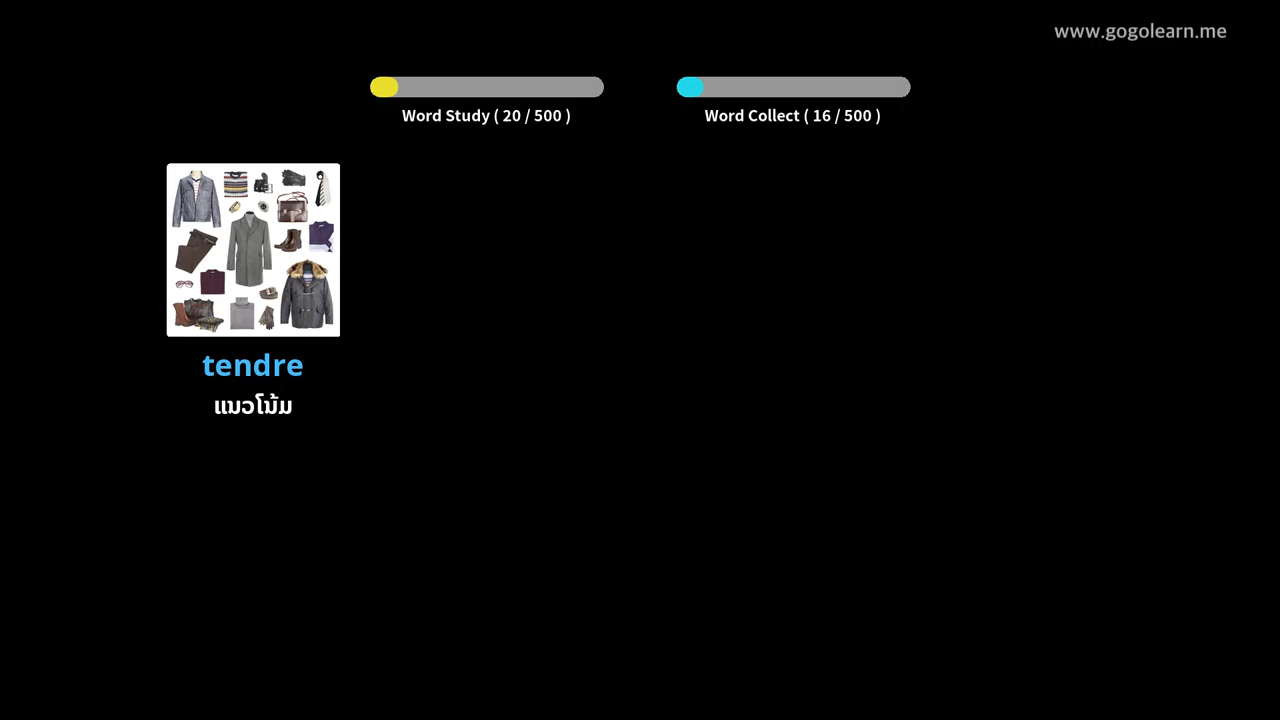 www.gogolearn.me
Word Study ( 20 / 500 )
Word Collect ( 16 / 500 )
tendre
แนวโน้ม